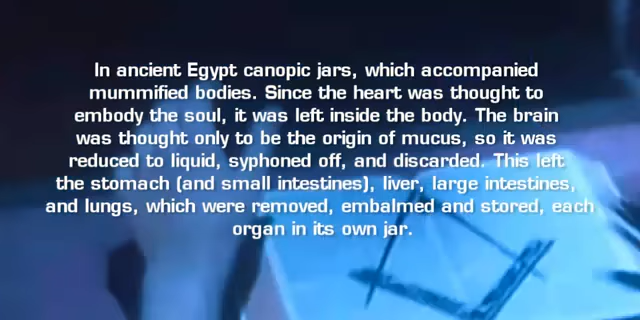 In ancient Egypt canopic jars, which accompanied
mummified bodies. Since the heart was thought to
embody the soul, it was left inside the body. The brain
was thought only to be the origin of mucus, so it was
reduced to liquid, syphoned off, and discarded. This left
the stomach (and small intestines), liver, large intestines,
and lungs, which were removed, embalmed and stored, each
organ in its own jar.